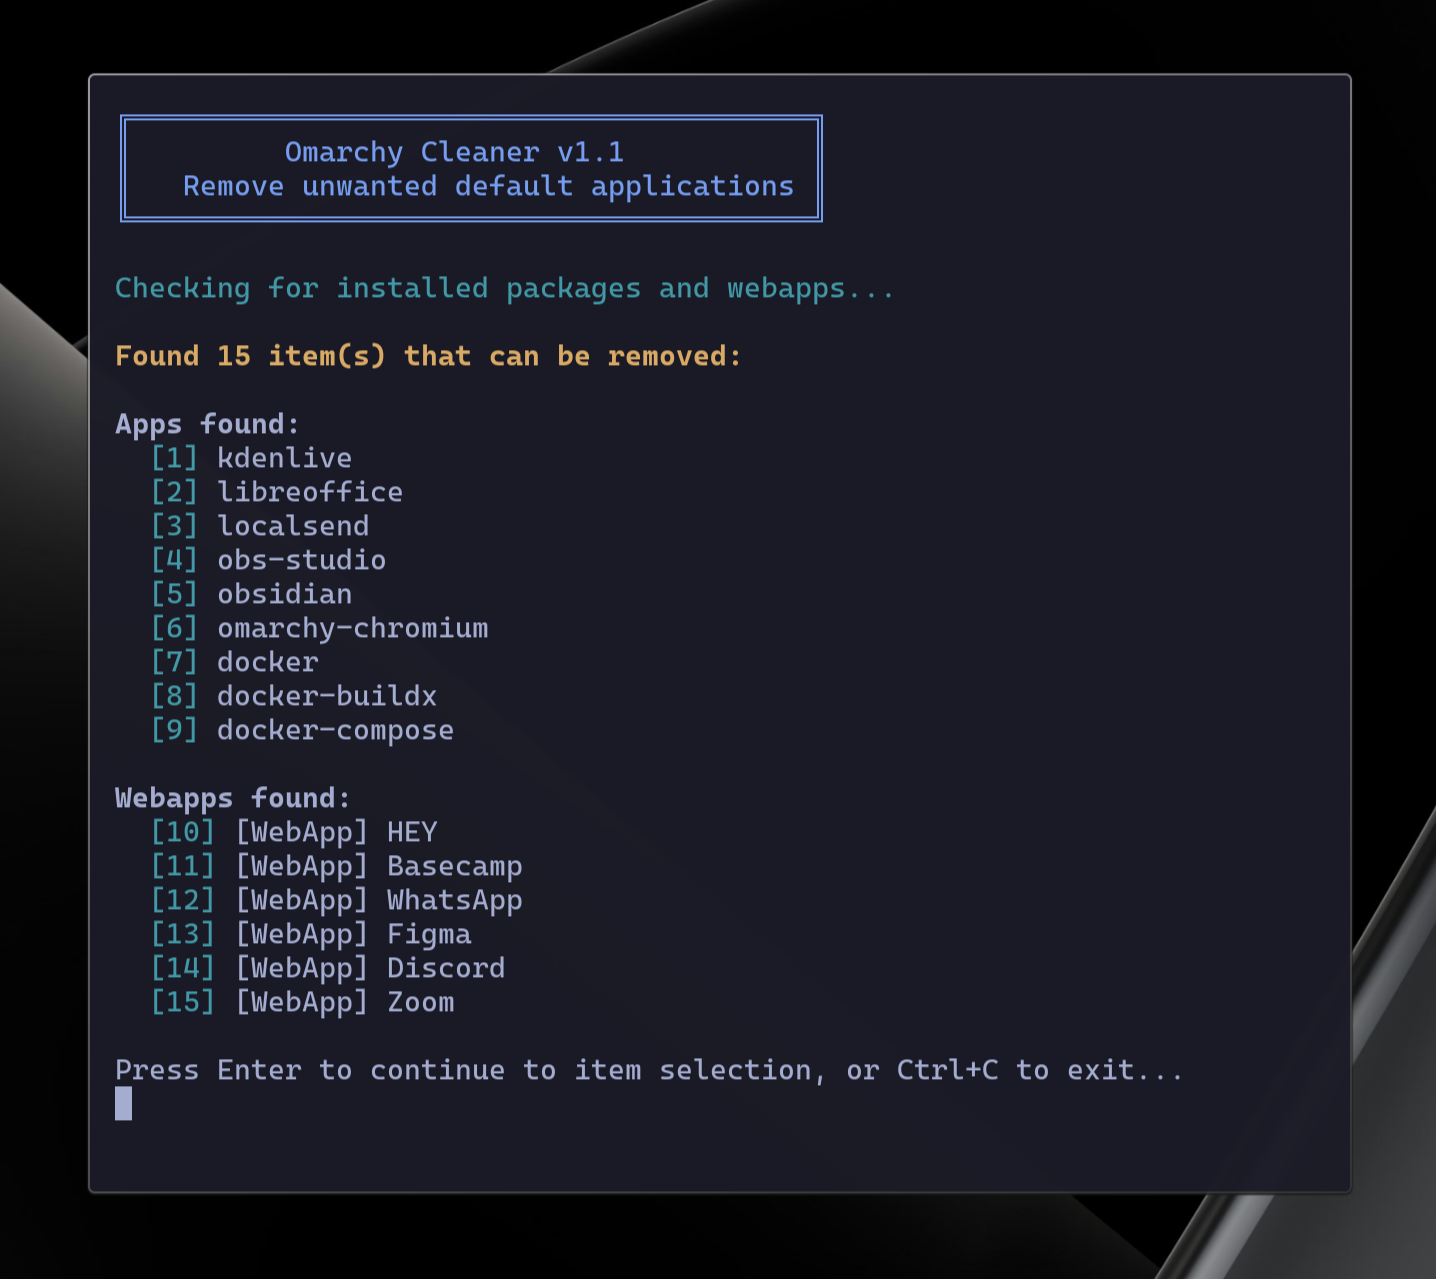 Omarchy Cleaner v1.1
Remove unwanted default applications
Checking for installed packages and webapps...
Found 15 item(s) that can be removed:
Apps found:
[1] kdenlive
[2] libreoffice
[3] localsend
[4] obs-studio
[5] obsidian
[6] omarchy-chromium
[7] docker
[8] docker-buildx
[9] docker-compose
Webapps found:
[10] [WebApp] HEY
[11] [WebApp] Basecamp
[12] [WebApp] WhatsApp
[13] [WebApp] Figma
[14] [WebApp] Discord
[15] [WebApp] Zoom
Press Enter to continue to item selection, or Ctrl+C to exit...